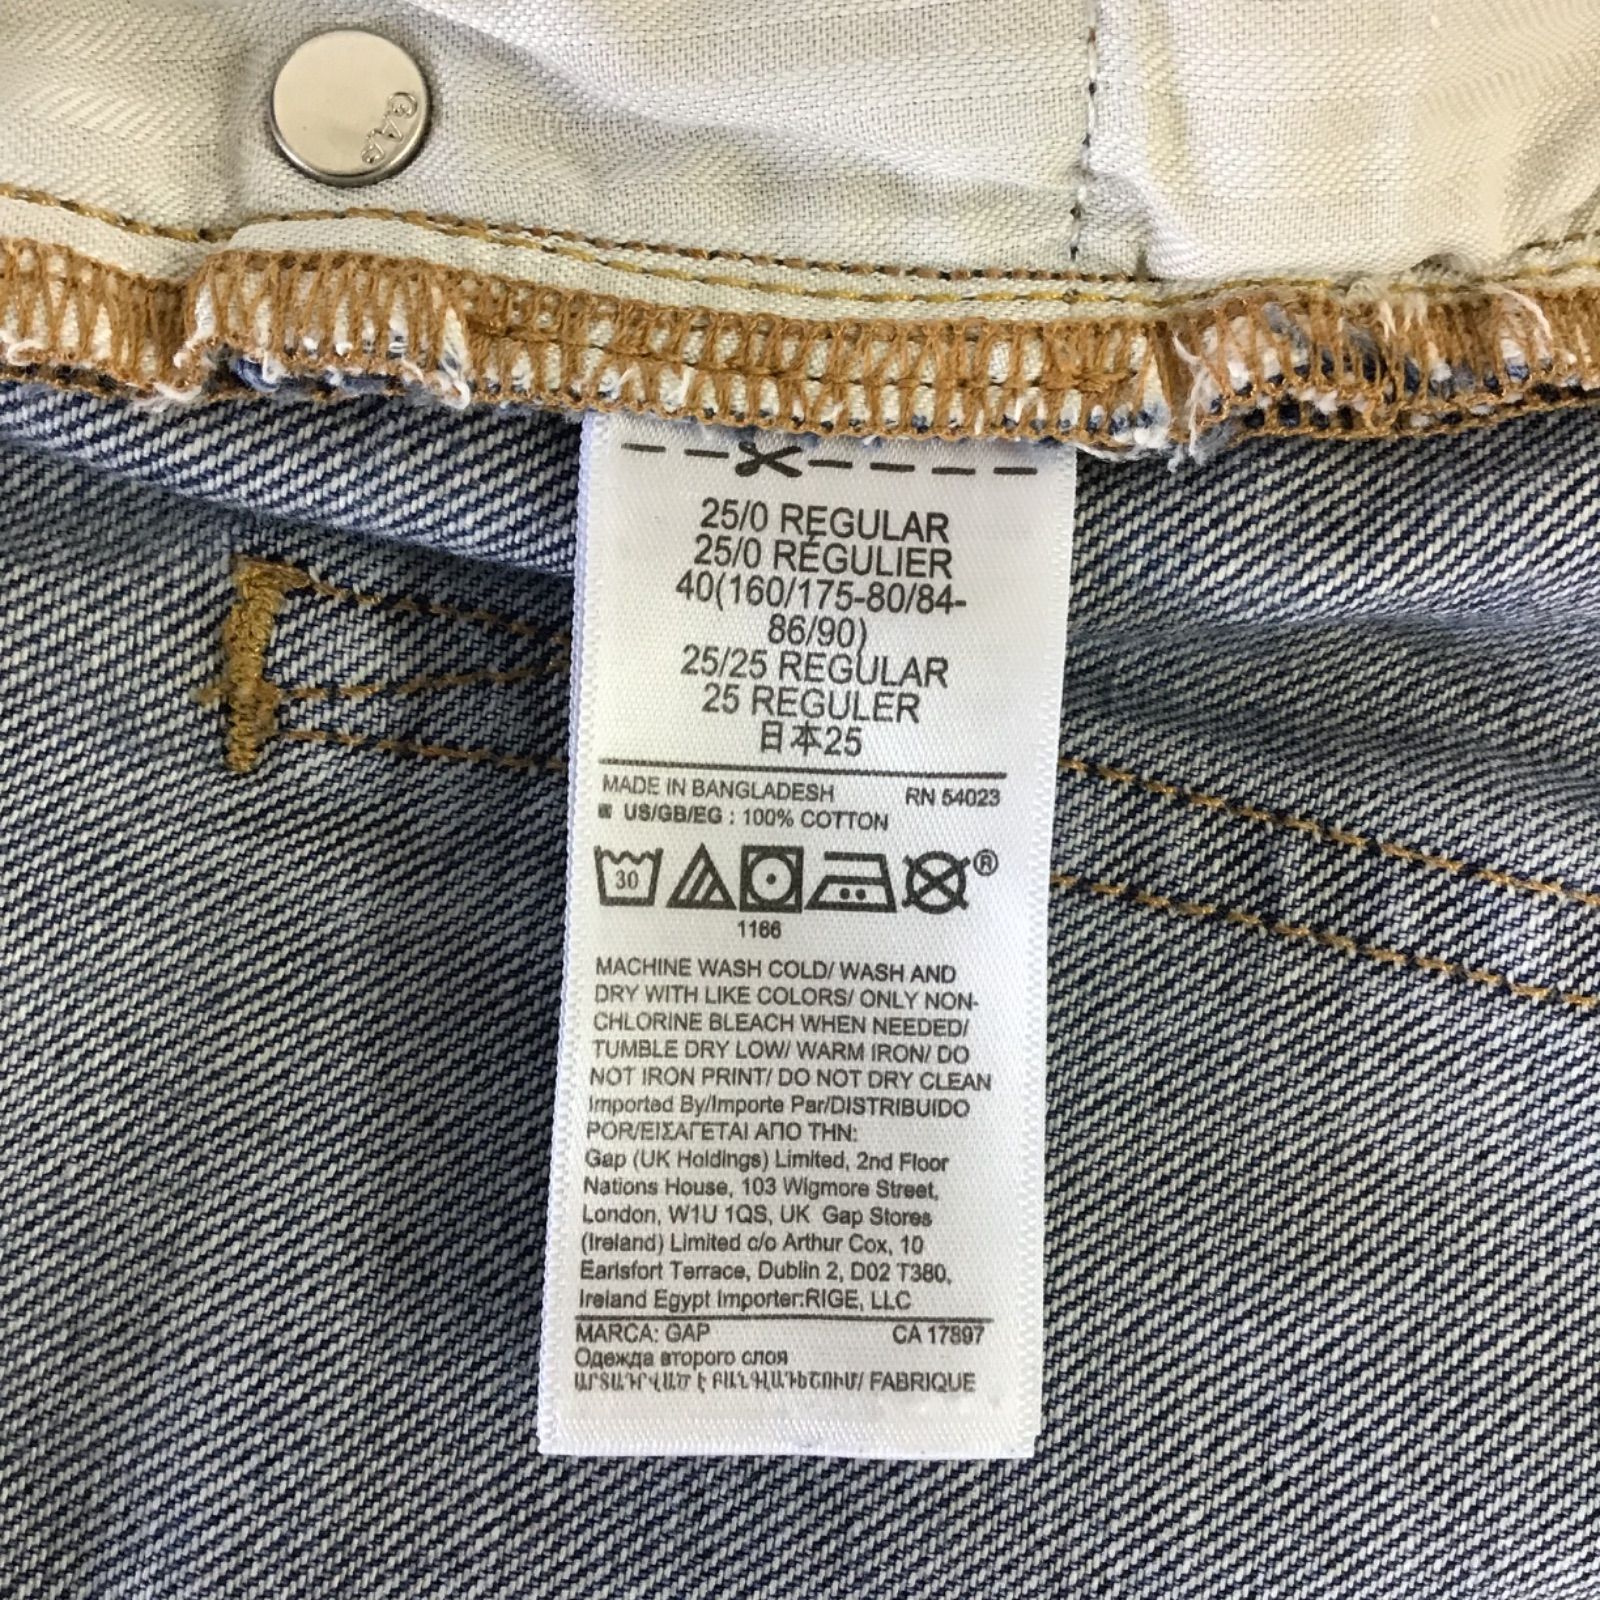 GAP
25/0 REGULAR
25/0 RÉGULIER
40(160/175-80/84-
86/90)
25/25 REGULAR
25 REGULER
日本25
MADE IN BANGLADESH RN 54023
US/GB/EG : 100% COTTON
30 ®
1186
MACHINE WASH COLD/ WASH AND
DRY WITH LIKE COLORS/ ONLY NON-
CHLORINE BLEACH WHEN NEEDED/
TUMBLE DRY LOW/ WARM IRON/ DO
NOT IRON PRINT/ DO NOT DRY CLEAN
Imported By/Importe Par/DISTRIBUIDO
POR/ΕΙΣΑΓΕΤΑΙ ΑΠΟ ΤΗΝ:
Gap (UK Holdings) Limited, 2nd Floor
Nations House, 103 Wigmore Street,
London, W1U 1QS, UK Gap Stores
(Ireland) Limited c/o Arthur Cox, 10
Earlsfort Terrace, Dublin 2, D02 T380,
Ireland Egypt Importer:RIGE, LLC
MARCA: GAP CA 17897
Одежда второго слоя
ԱՐՏԱԴՐՎԱԾ Է ԲԱՆԳԼԱԴԵՇՈՒՄ/ FABRIQUE